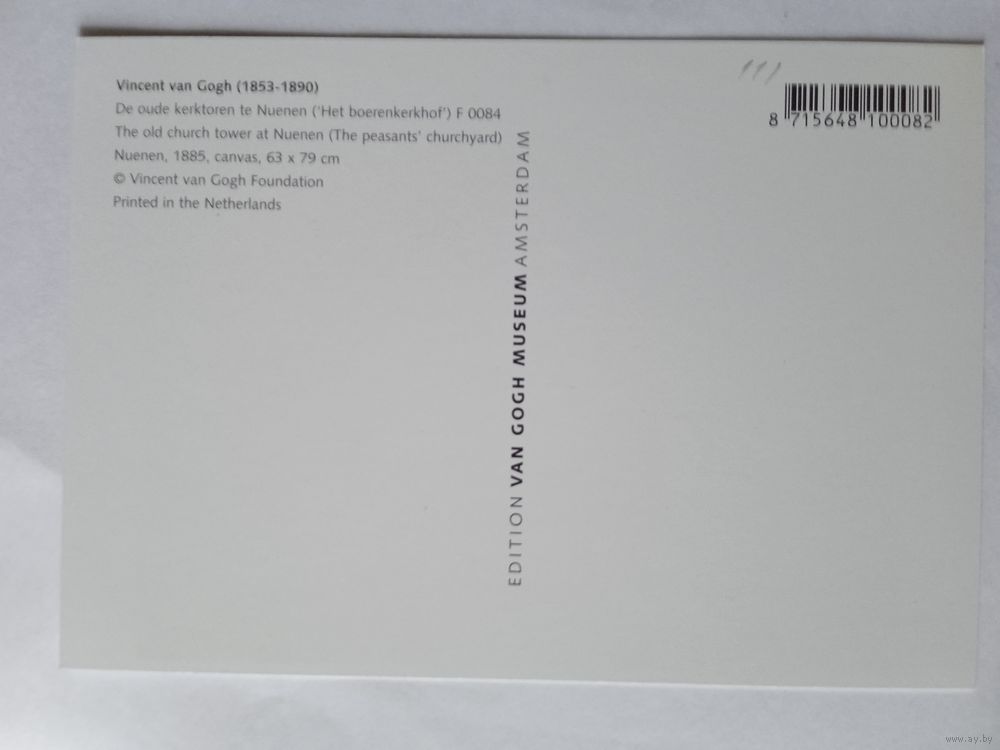 Vincent van Gogh (1853-1890)
De oude kerktoren te Nuenen ('Het boerenkerkhof') F 0084
The old church tower at Nuenen (The peasants' churchyard)
Nuenen, 1885, canvas, 63 x 79 cm
© Vincent van Gogh Foundation
Printed in the Netherlands
EDITION VAN GOGH MUSEUM AMSTERDAM
111
8 715648 100082
www.ay.by